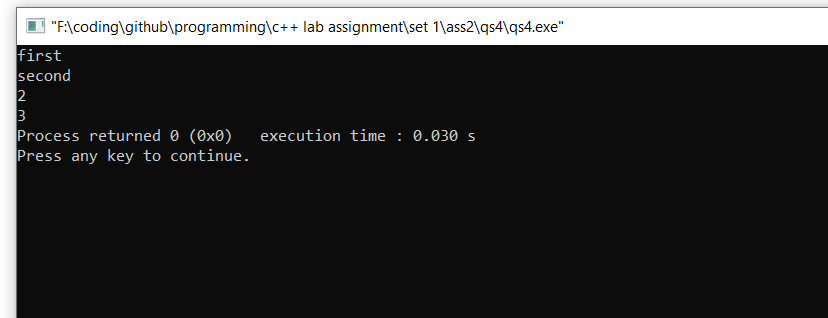 "F:\coding\github\programming\c++ lab assignment\set 1\ass2\qs4\qs4.exe"
first
second
2
3
Process returned 0 (0x0)   execution time : 0.030 s
Press any key to continue.